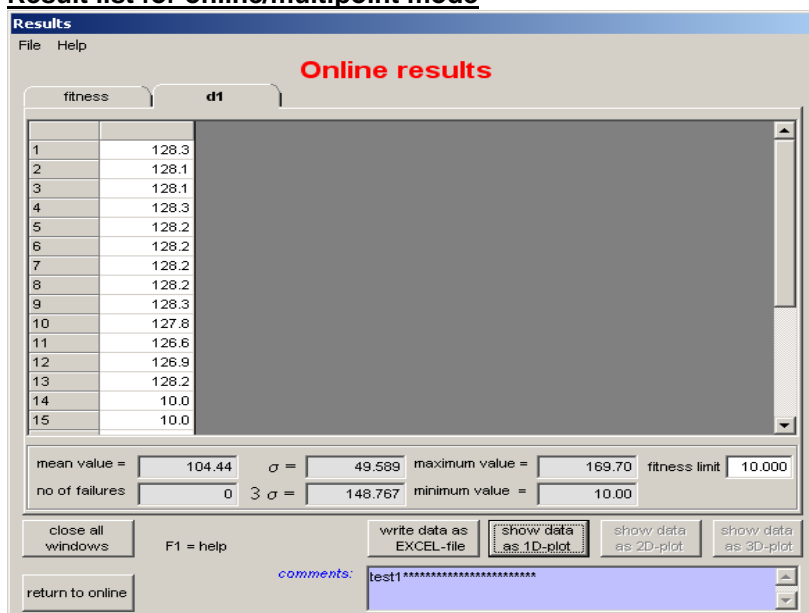 Result list for online/multipoint mode
Results
File Help
Online results
fitness d1
1 128.3
2 128.1
3 128.1
4 128.3
5 128.2
6 128.2
7 128.2
8 128.2
9 128.3
10 127.8
11 126.6
12 126.9
13 128.2
14 10.0
15 10.0
mean value = 104.44 σ = 49.589 maximum value = 169.70 fitness limit 10.000
no of failures 0 3 σ = 148.767 minimum value = 10.00
close all windows
F1 = help
write data as EXCEL-file
show data as 1D-plot
show data as 2D-plot
show data as 3D-plot
return to online
comments: test1************************